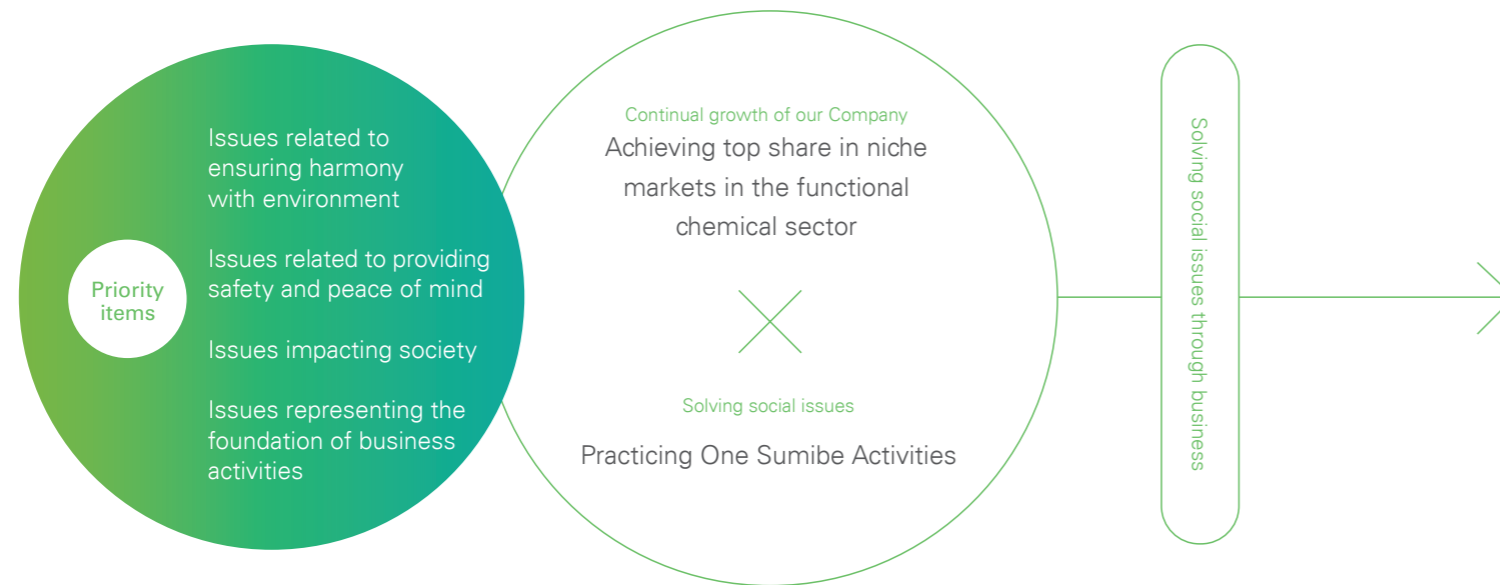 Priority
items
Issues related to
ensuring harmony
with environment
Issues related to providing
safety and peace of mind
Issues impacting society
Issues representing the
foundation of business
activities
Continual growth of our Company
Achieving top share in niche
markets in the functional
chemical sector
Solving social issues
Practicing One Sumibe Activities
Solving social issues through business